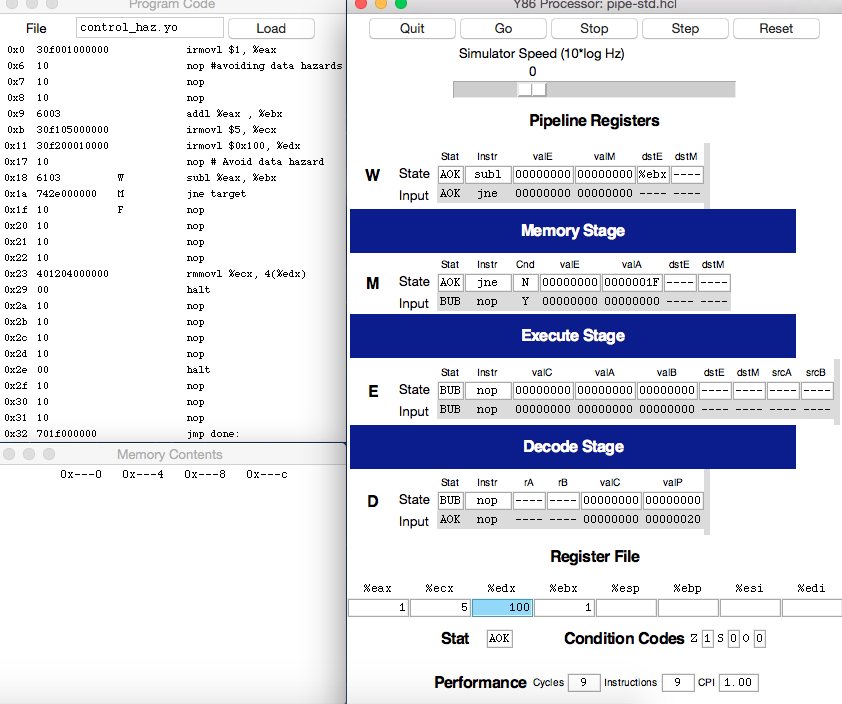 Program Code
File control_haz.yo Load
0x0 30f001000000 irmovl $1, %eax
0x6 10 nop #avoiding data hazards
0x7 10 nop
0x8 10 nop
0x9 6003 addl %eax , %ebx
0xb 30f105000000 irmovl $5, %ecx
0x11 30f200010000 irmovl $0x100, %edx
0x17 10 nop # Avoid data hazard
0x18 6103 W subl %eax, %ebx
0x1a 742e000000 M jne target
0x1f 10 F nop
0x20 10 nop
0x21 10 nop
0x22 10 nop
0x23 401204000000 rmmovl %ecx, 4(%edx)
0x29 00 halt
0x2a 10 nop
0x2b 10 nop
0x2c 10 nop
0x2d 10 nop
0x2e 00 halt
0x2f 10 nop
0x30 10 nop
0x31 10 nop
0x32 701f000000 jmp done:
Memory Contents
0x---0 0x---4 0x---8 0x---c
Y86 Processor: pipe-std.hcl
Quit Go Stop Step Reset
Simulator Speed (10*log Hz)
0
Pipeline Registers
Stat Instr valE valM dstE dstM
W State AOK subl 00000000 00000000 %ebx ----
Input AOK jne 00000000 00000000 ---- ----
Memory Stage
Stat Instr Cnd valE valA dstE dstM
M State AOK jne N 00000000 0000001F ---- ----
Input BUB nop Y 00000000 00000000 ---- ----
Execute Stage
Stat Instr valC valA valB dstE dstM srcA srcB
E State BUB nop 00000000 00000000 00000000 ---- ---- ---- ----
Input BUB nop 00000000 00000000 00000000 ---- ---- ---- ----
Decode Stage
Stat Instr rA rB valC valP
D State BUB nop ---- ---- 00000000 00000000
Input AOK nop ---- ---- 00000000 00000020
Register File
%eax %ecx %edx %ebx %esp %ebp %esi %edi
1 5 100 1
Stat AOK Condition Codes Z 1 S 0 O 0
Performance Cycles 9 Instructions 9 CPI 1.00